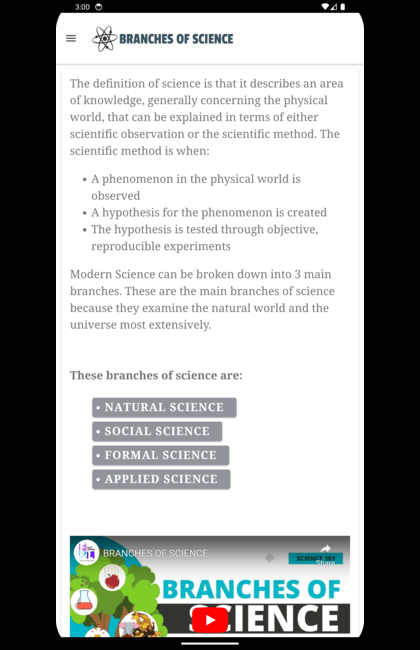 3:00
BRANCHES OF SCIENCE
The definition of science is that it describes an area
of knowledge, generally concerning the physical
world, that can be explained in terms of either
scientific observation or the scientific method. The
scientific method is when:
• A phenomenon in the physical world is
observed
• A hypothesis for the phenomenon is created
• The hypothesis is tested through objective,
reproducible experiments
Modern Science can be broken down into 3 main
branches. These are the main branches of science
because they examine the natural world and the
universe most extensively.
These branches of science are:
• NATURAL SCIENCE
• SOCIAL SCIENCE
• FORMAL SCIENCE
• APPLIED SCIENCE
BRANCHES OF SCIENCE
SCIENCE 101
Share
BRANCHES OF
SCIENCE